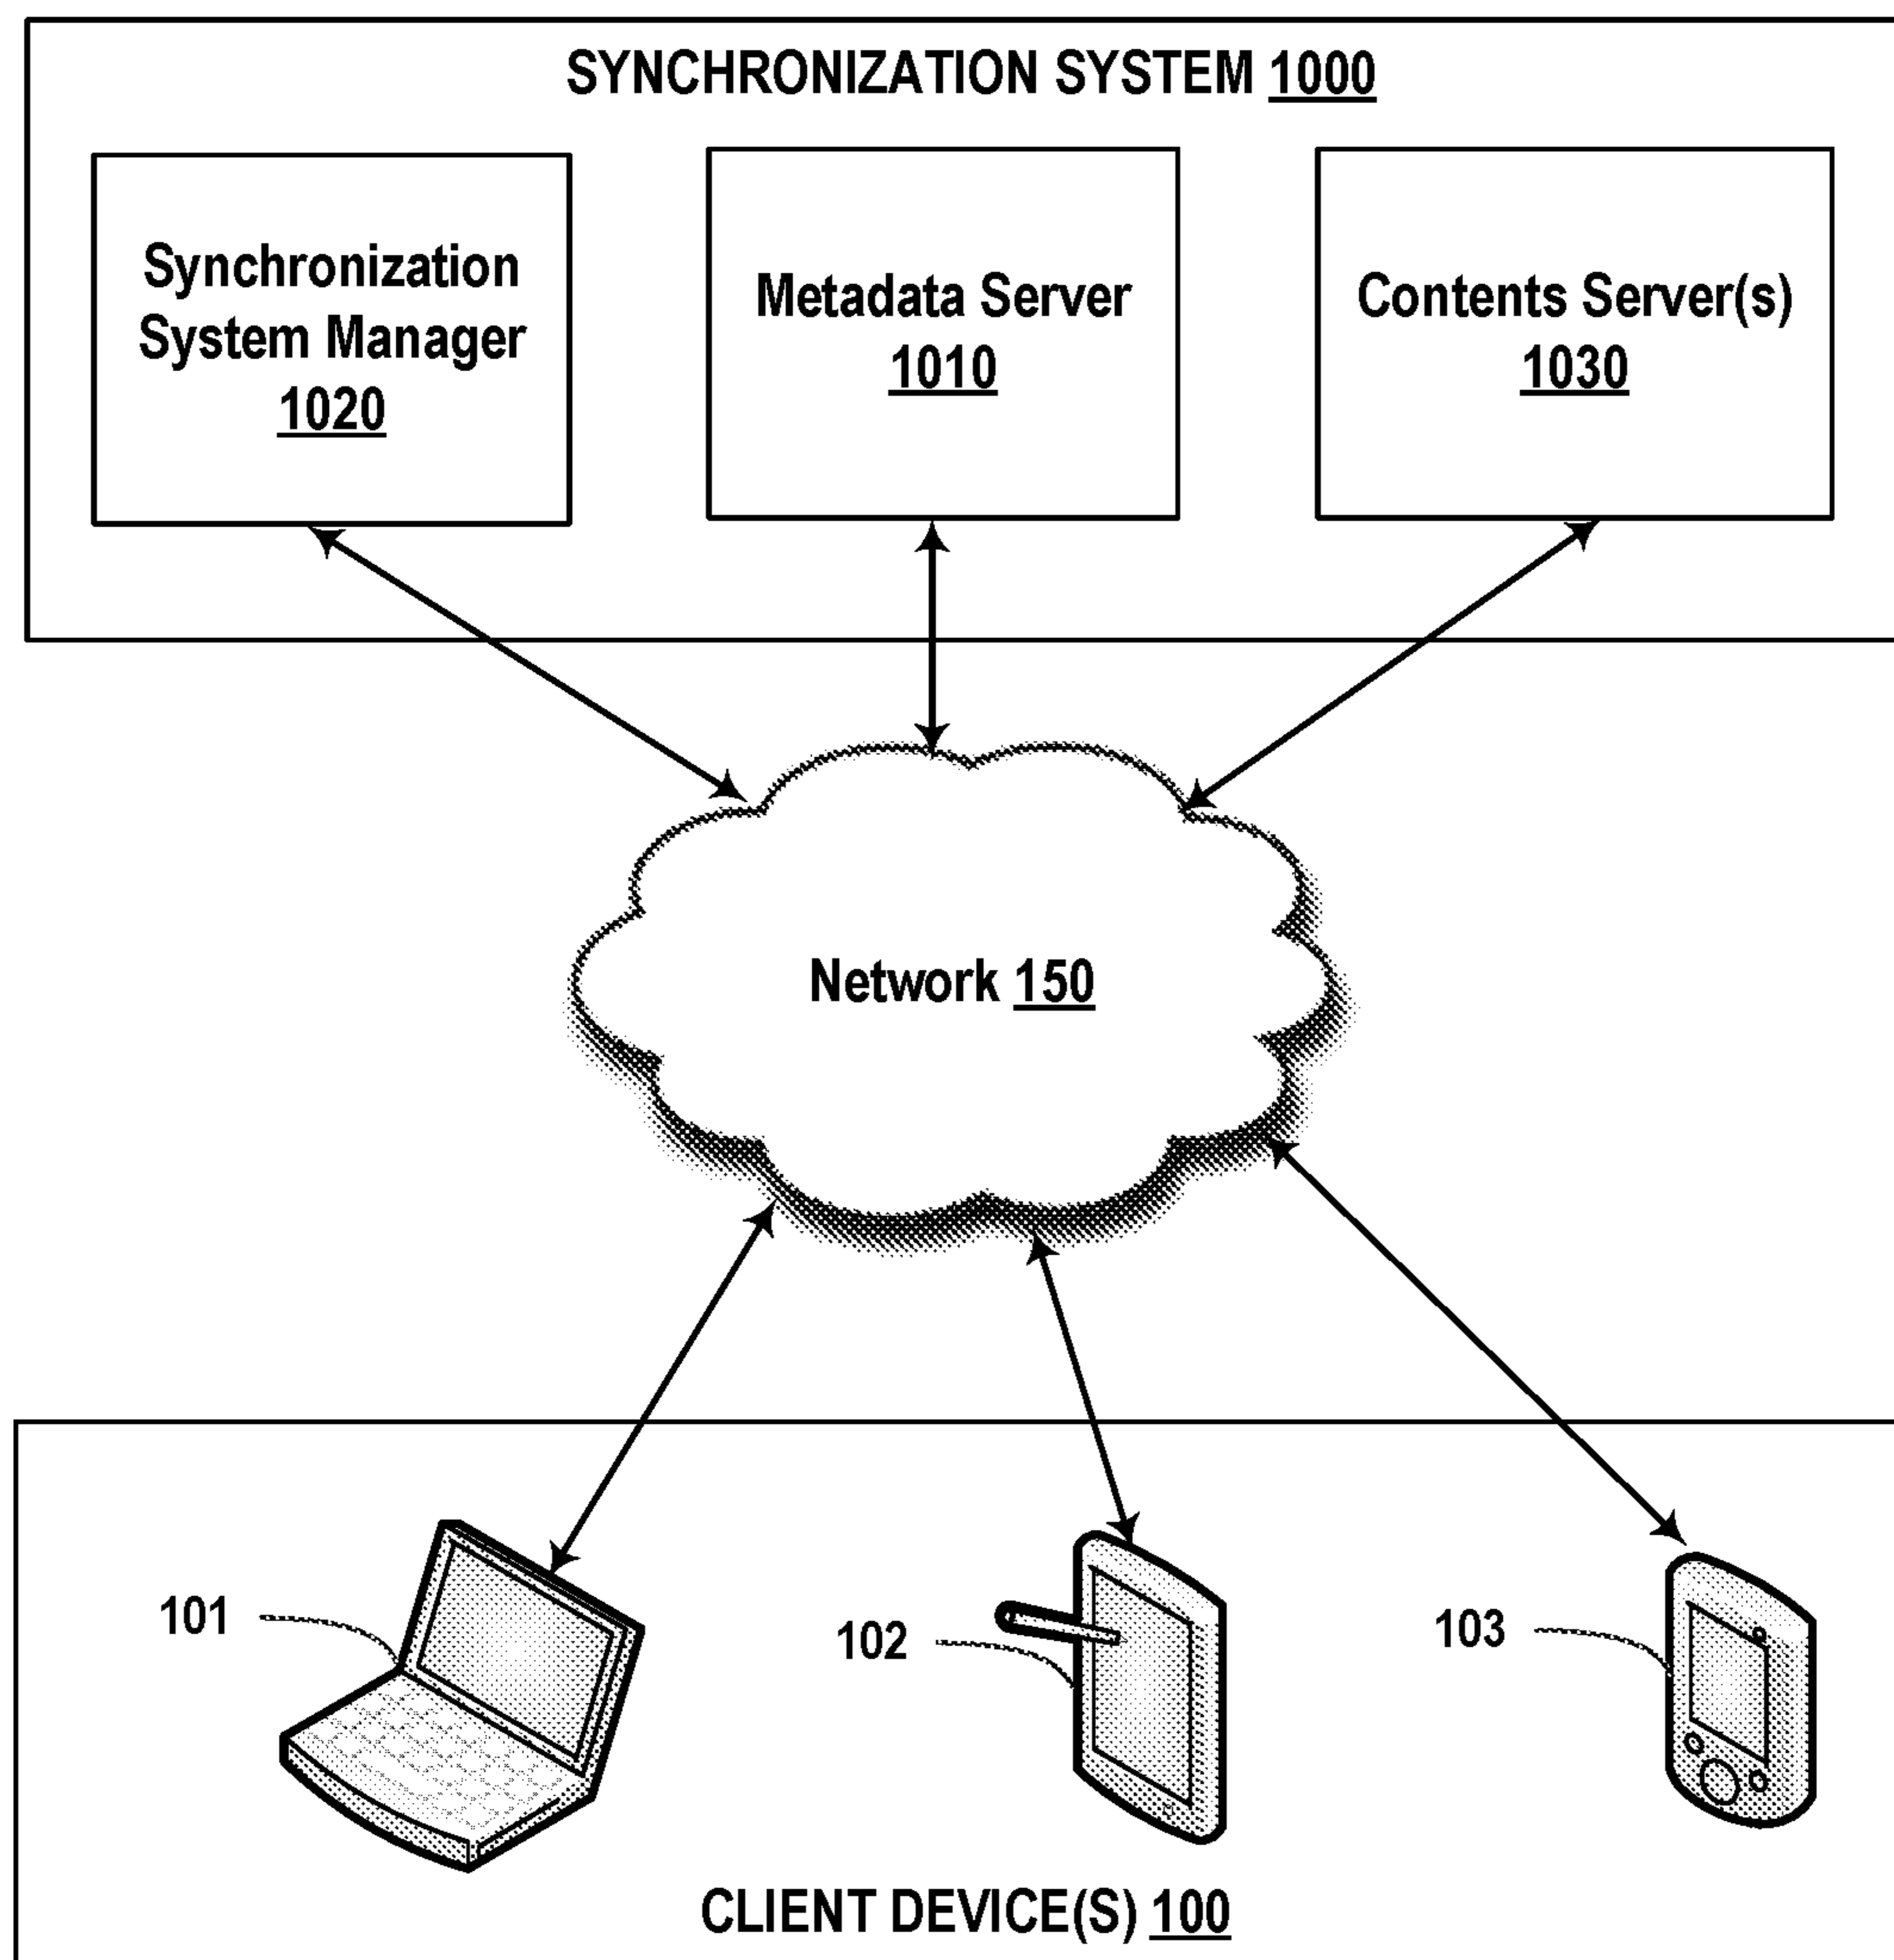 SYNCHRONIZATION SYSTEM 1000
Synchronization
System Manager
1020
Metadata Server
1010
Contents Server(s)
1030
Network 150
101
102
103
CLIENT DEVICE(S) 100